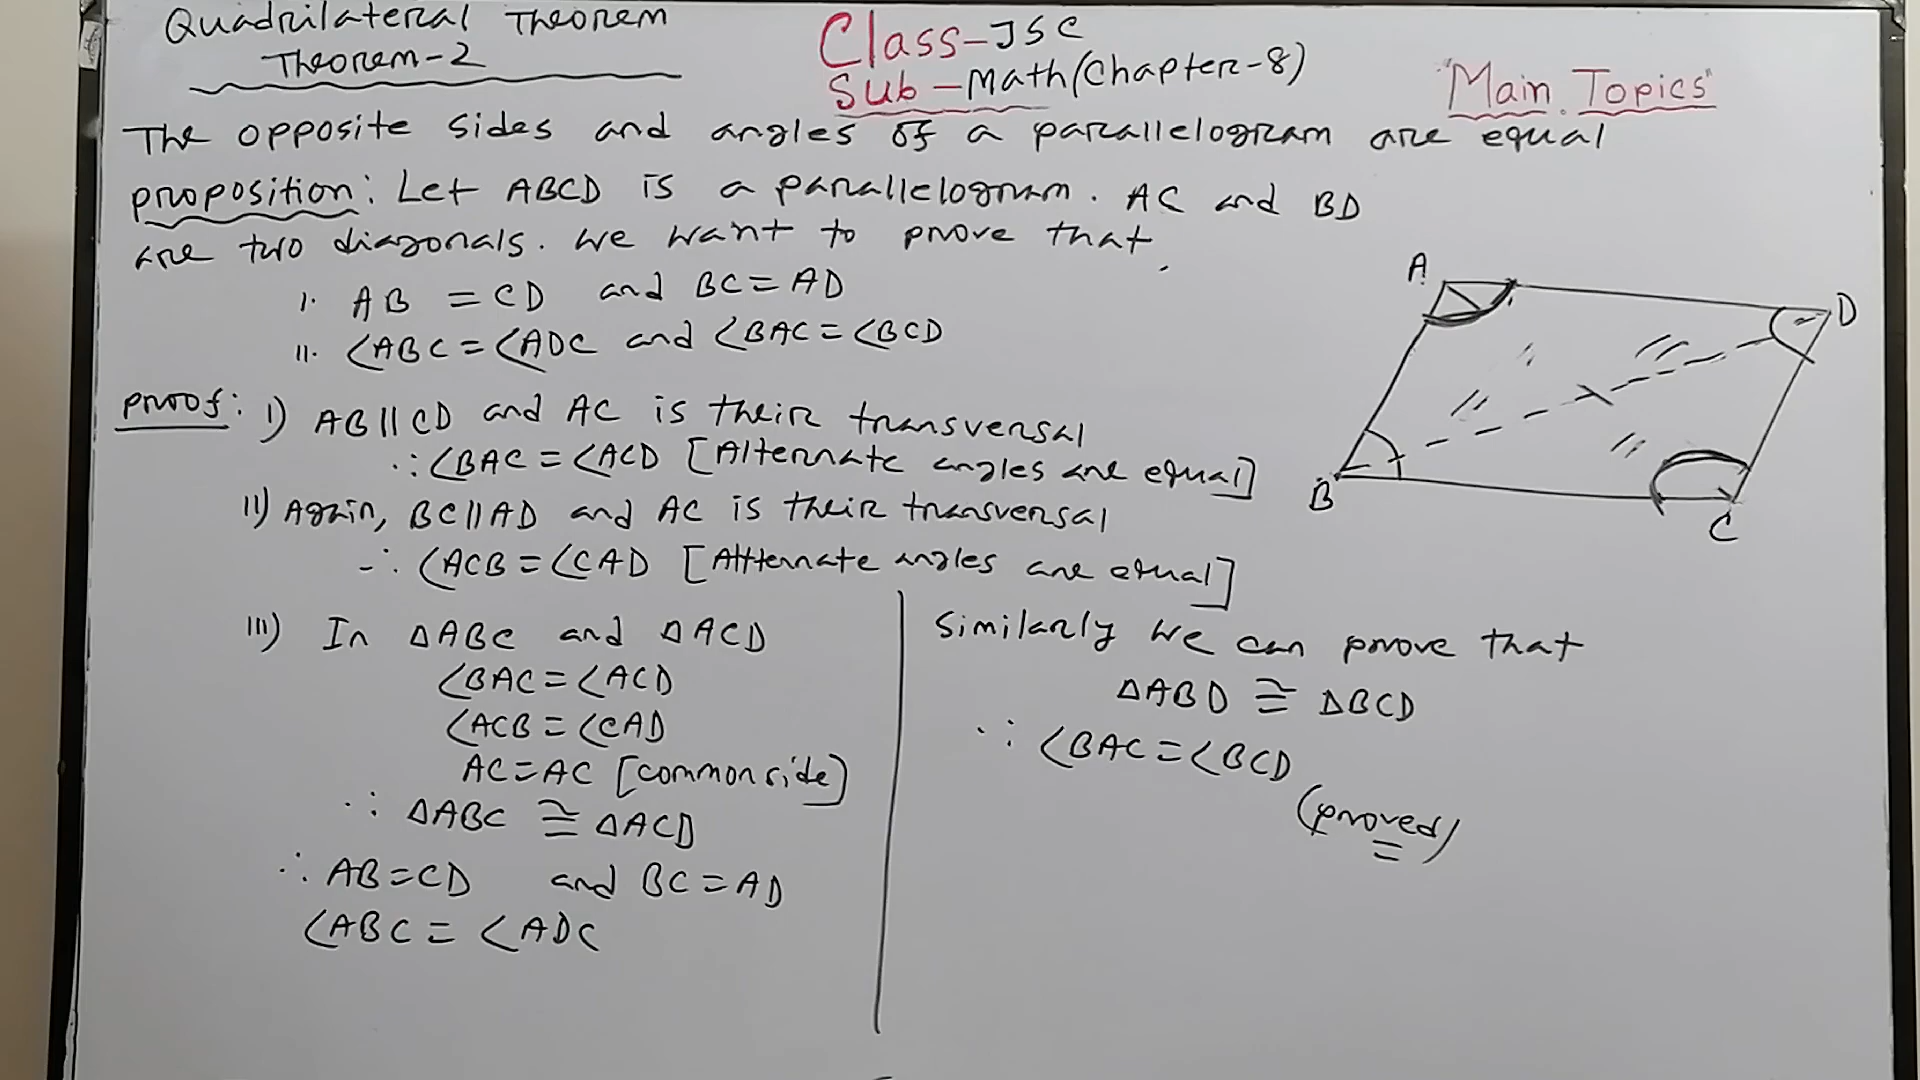 Quadrilateral Theorem
Theorem-2
Class-JSC
Sub-Math(Chapter-8)
"Main Topics"
The opposite sides and angles of a parallelogram are equal
proposition: Let ABCD is a parallelogram. AC and BD
are two diagonals. We want to prove that,
i. AB = CD and BC = AD
ii. ∠ABC = ∠ADC and ∠BAC = ∠BCD
Proof: i) AB || CD and AC is their transversal
∴ ∠BAC = ∠ACD [Alternate angles are equal]
ii) Again, BC || AD and AC is their transversal
∴ ∠ACB = ∠CAD [Alternate angles are equal]
iii) In ΔABC and ΔACD
∠BAC = ∠ACD
∠ACB = ∠CAD
AC = AC [common side]
∴ ΔABC ≅ ΔACD
∴ AB = CD and BC = AD
∠ABC = ∠ADC
Similarly we can prove that
ΔABD ≅ ΔBCD
∴ ∠BAC = ∠BCD
(proved)
A
D
B
C